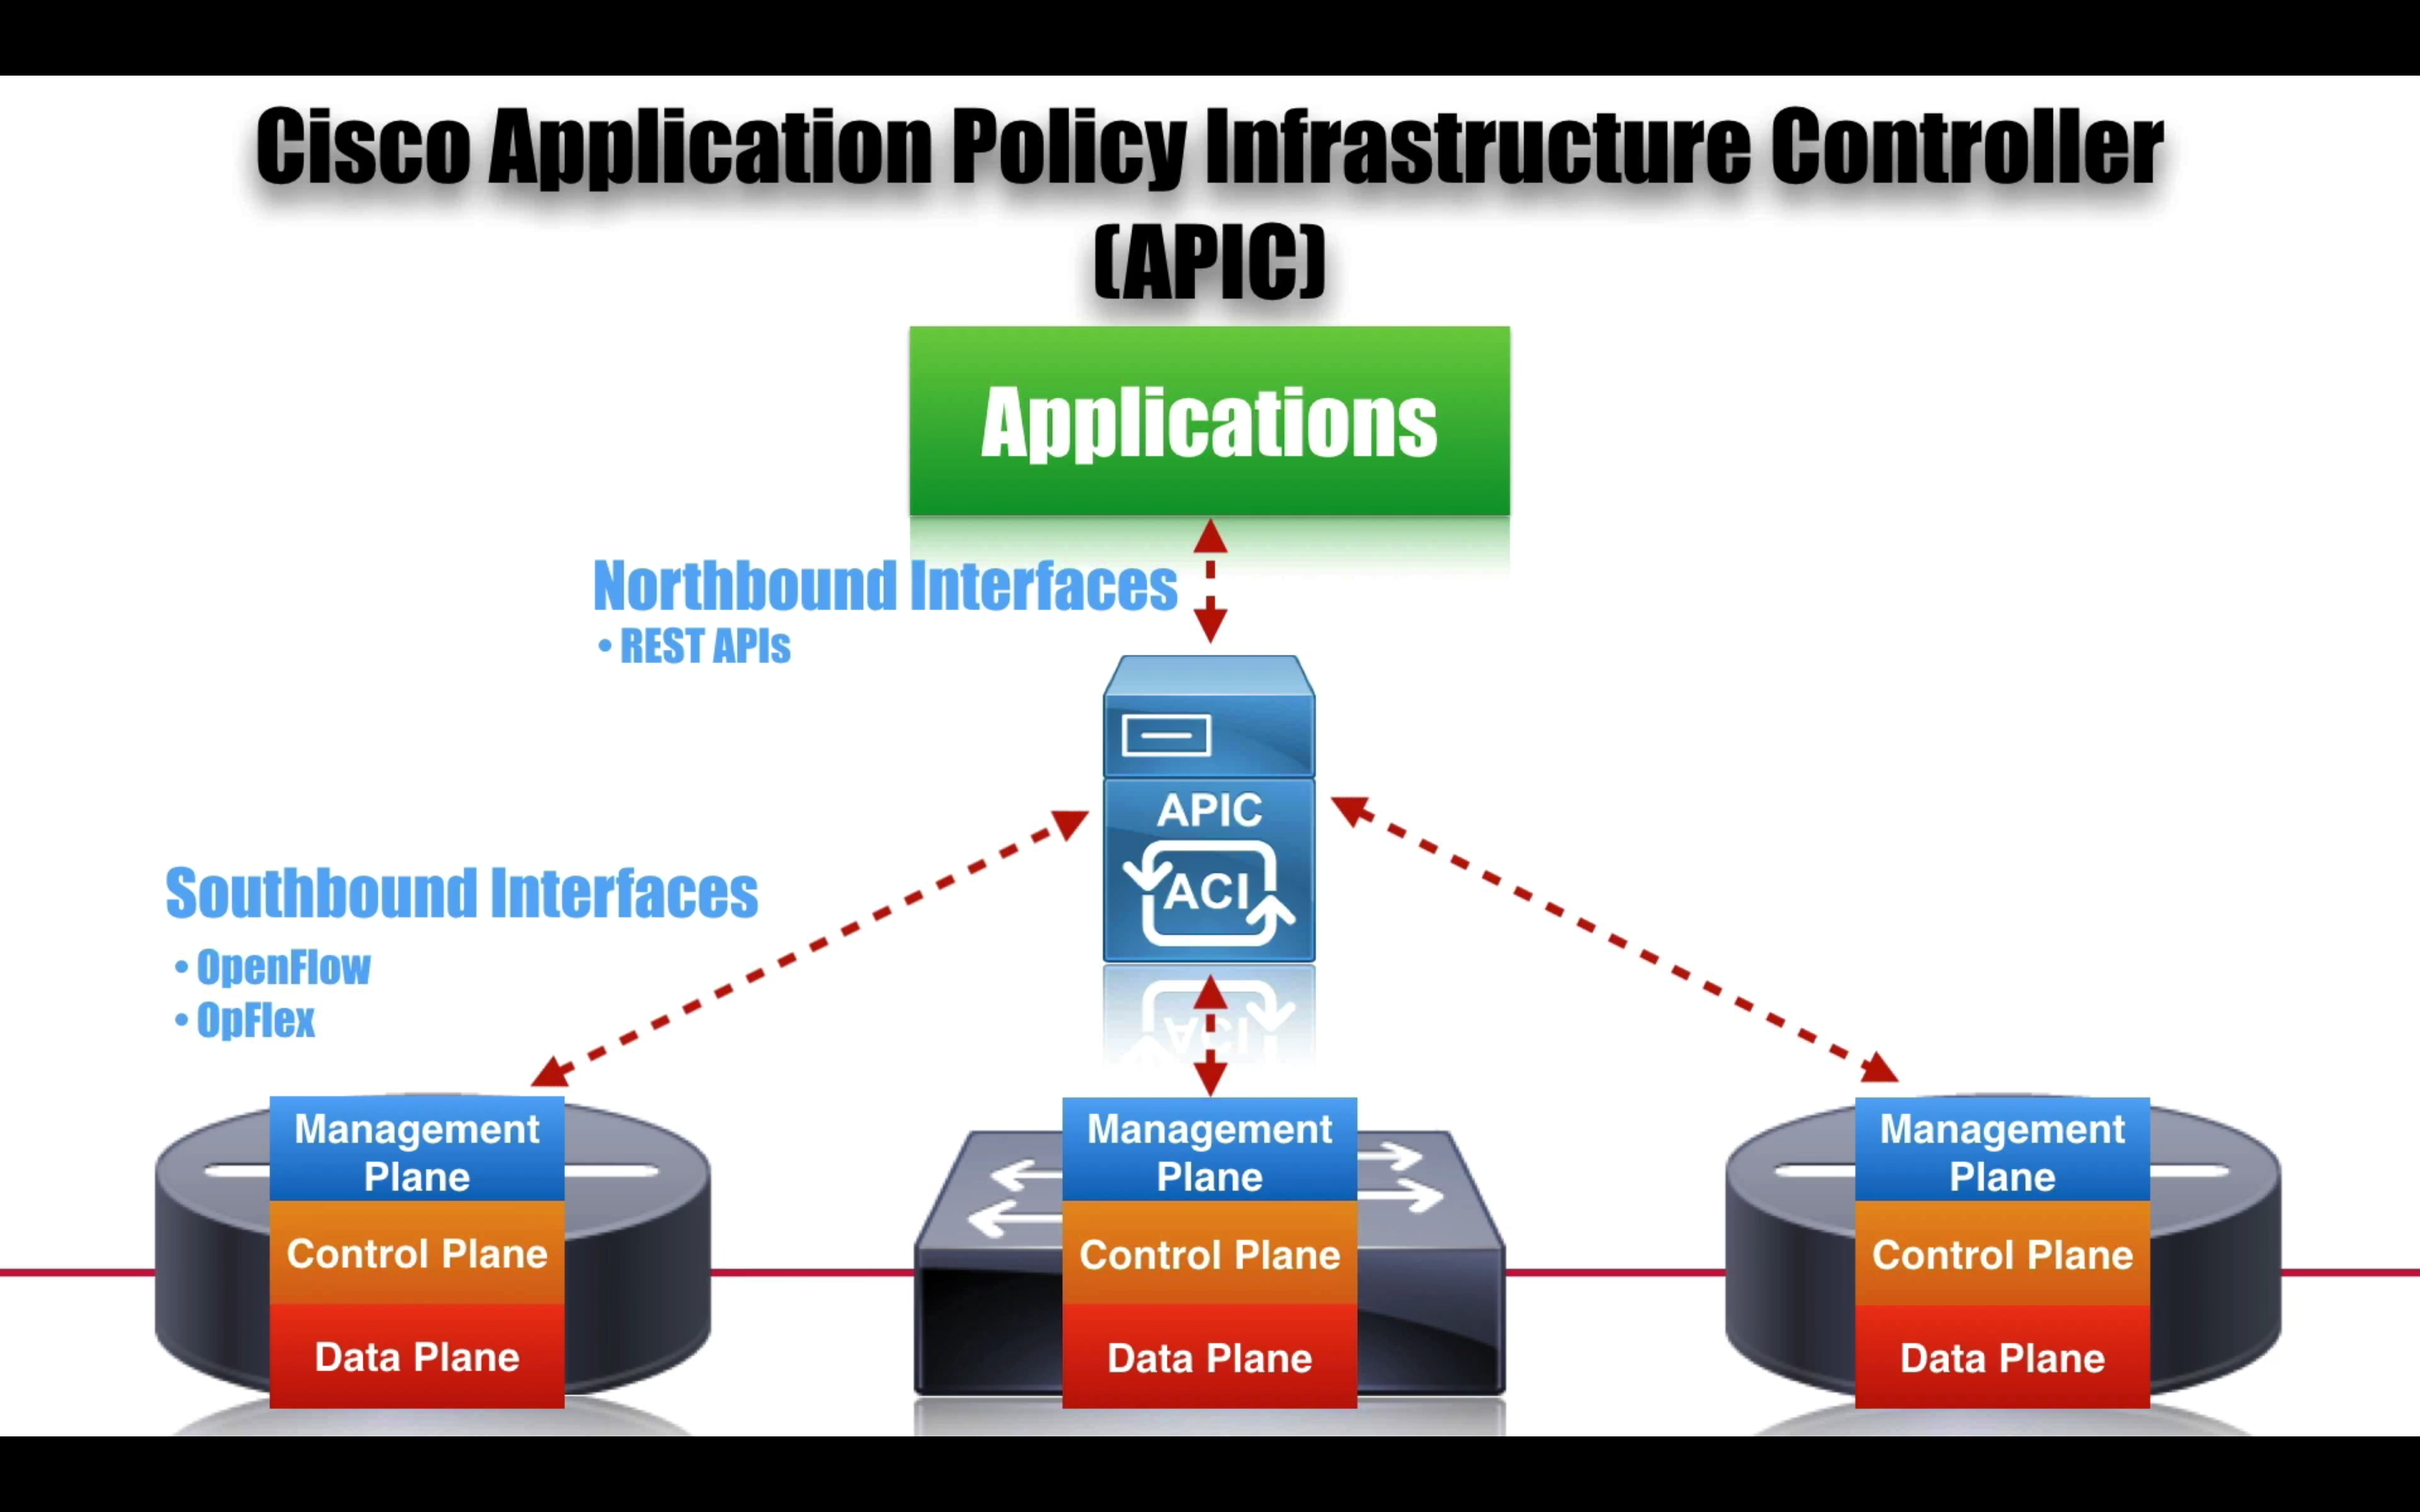 Cisco Application Policy Infrastructure Controller
(APIC)
Applications
Northbound Interfaces
• REST APIs
APIC
ACI
Southbound Interfaces
• OpenFlow
• OpFlex
Management
Plane
Control Plane
Data Plane
Management
Plane
Control Plane
Data Plane
Management
Plane
Control Plane
Data Plane